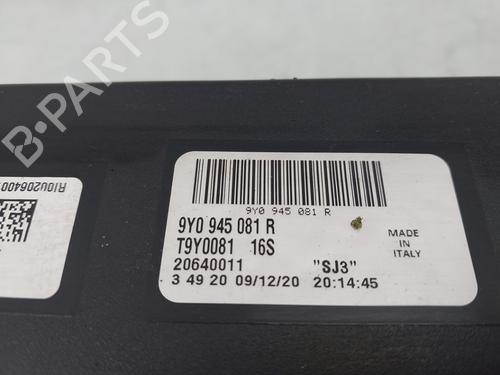 9Y0 945 081 R
9Y0 945 081 R
T9Y0081 16S
20640011 "SJ3"
3 49 20 09/12/20 20:14:45
MADE
IN
ITALY
B-PARTS